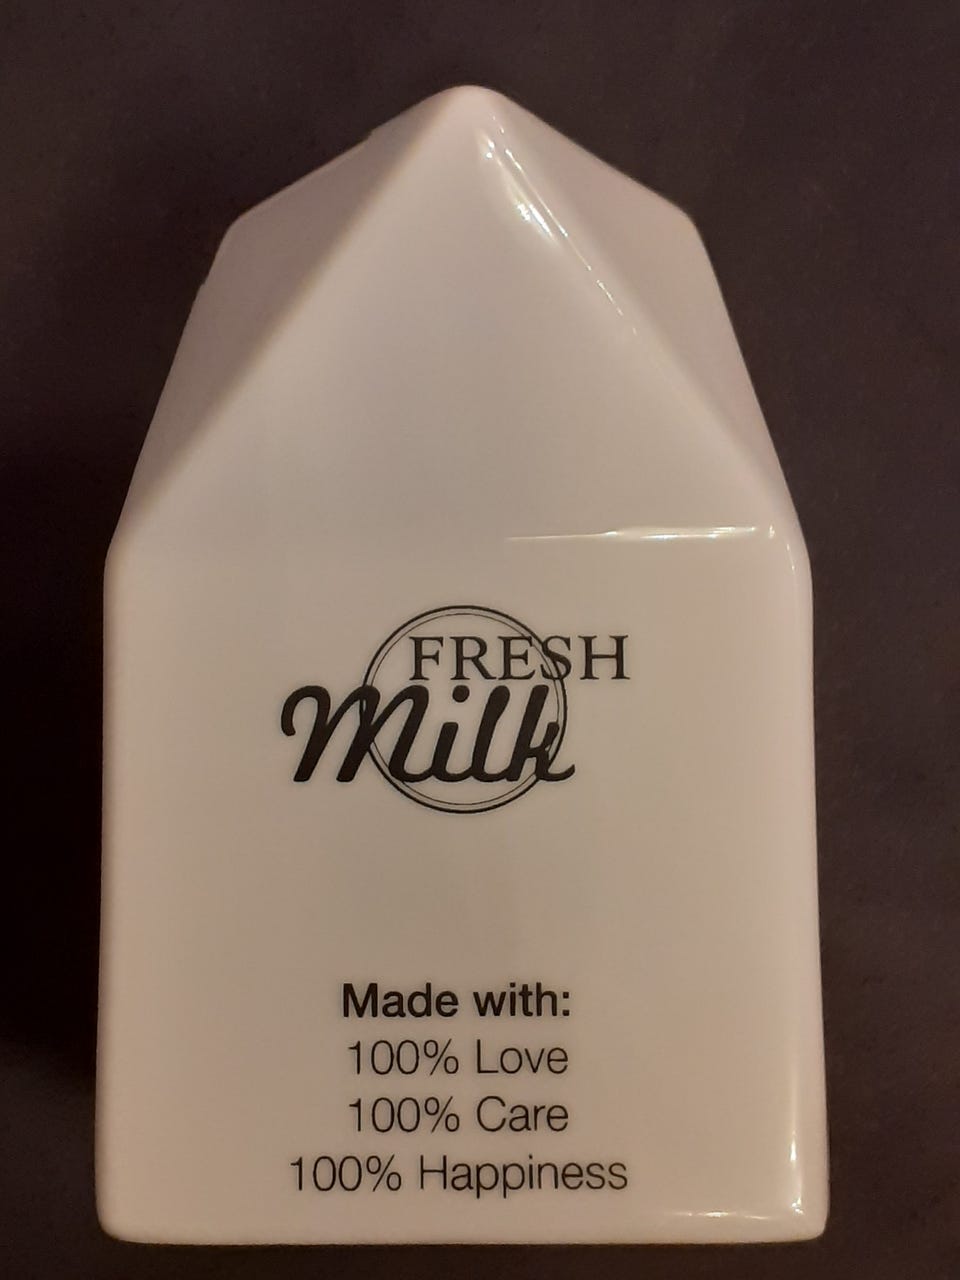 FRESH
Milk
Made with:
100% Love
100% Care
100% Happiness